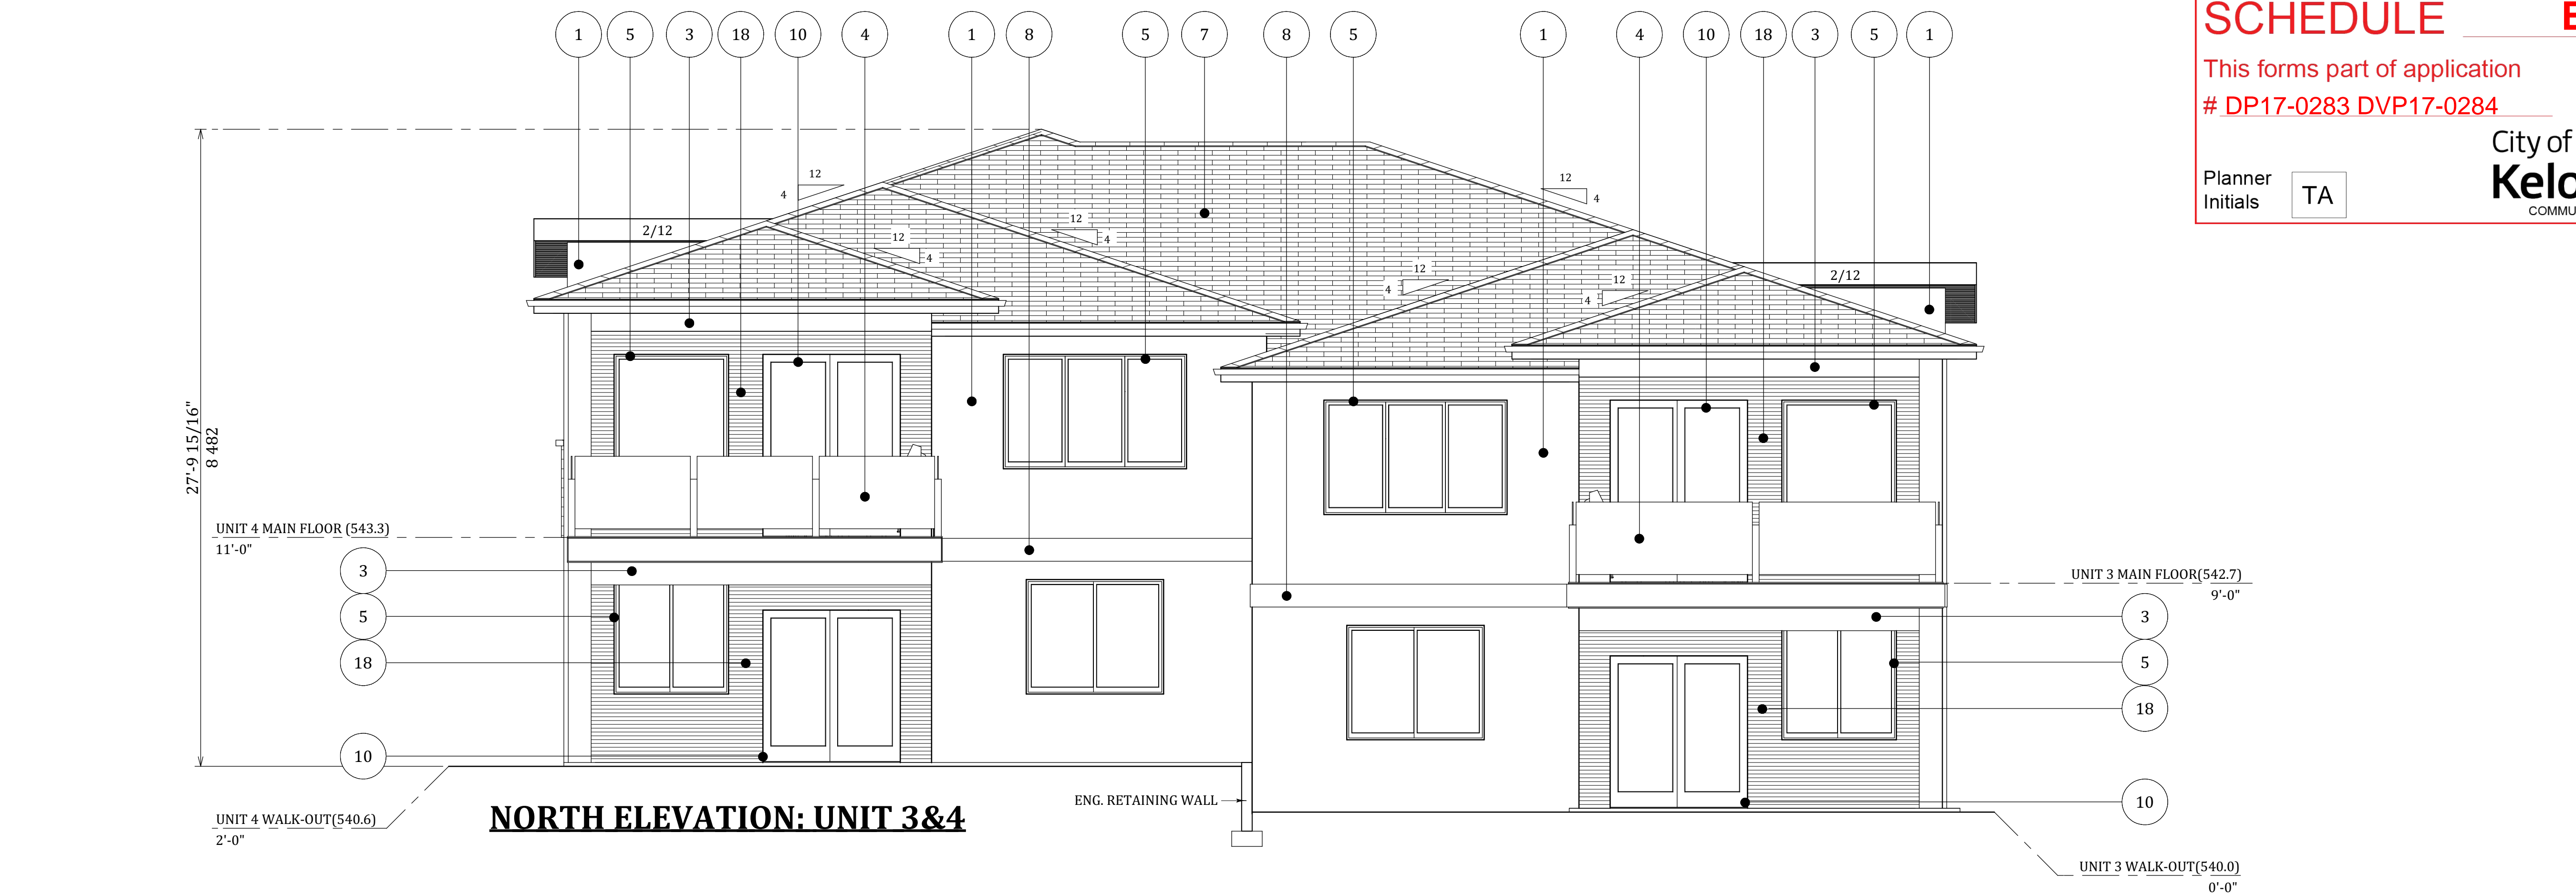 1 5 3 18 10 4 1 8 5 7 8 5 1 4 10 18 3 5 1
SCHEDULE
This forms part of application
# DP17-0283 DVP17-0284
City of
Planner
Initials
TA
12
4
12
4
2/12
12
4
12
4
12
4
12
4
2/12
27'-9 15/16"
8 482
UNIT 4 MAIN FLOOR (543.3)
11'-0"
3
5
18
10
UNIT 3 MAIN FLOOR(542.7)
9'-0"
3
5
18
10
UNIT 4 WALK-OUT(540.6)
2'-0"
NORTH ELEVATION: UNIT 3&4
ENG. RETAINING WALL
UNIT 3 WALK-OUT(540.0)
0'-0"